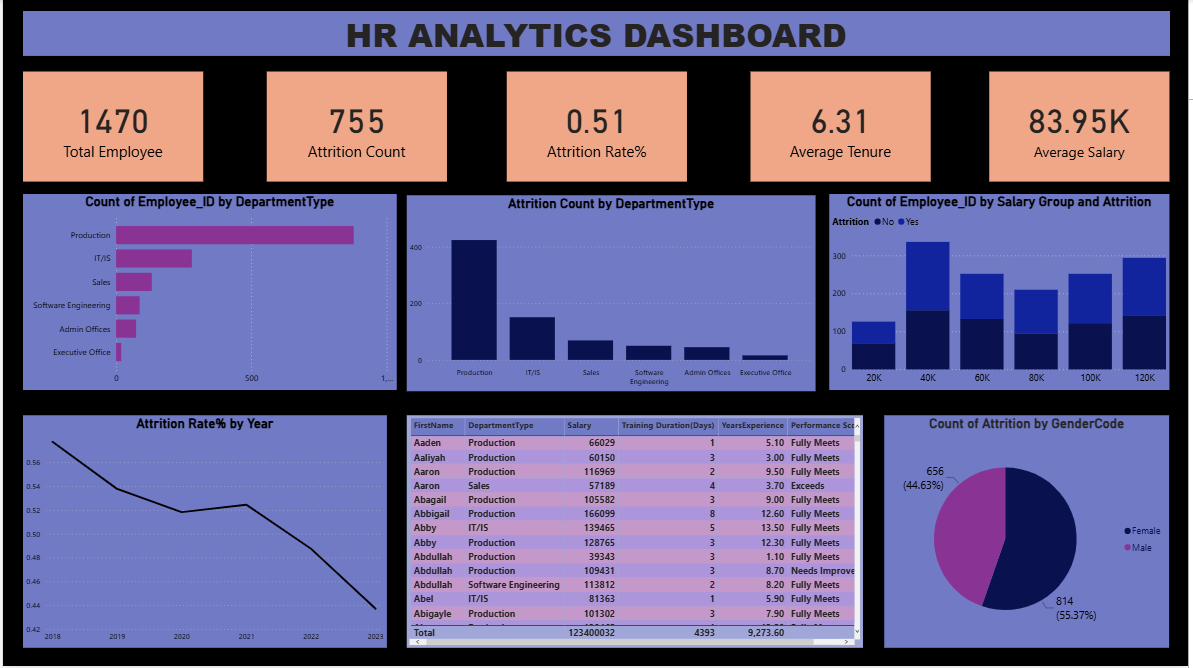 HR ANALYTICS DASHBOARD
1470
Total Employee
755
Attrition Count
0.51
Attrition Rate%
6.31
Average Tenure
83.95K
Average Salary
Count of Employee_ID by DepartmentType
Production
IT/IS
Sales
Software Engineering
Admin Offices
Executive Office
0 500 1,...
Attrition Count by DepartmentType
400
200
0
Production IT/IS Sales Software Engineering Admin Offices Executive Office
Count of Employee_ID by Salary Group and Attrition
Attrition No Yes
300
200
100
0
20K 40K 60K 80K 100K 120K
Attrition Rate% by Year
0.56
0.54
0.52
0.50
0.48
0.46
0.44
0.42
2018 2019 2020 2021 2022 2023
FirstName DepartmentType Salary Training Duration(Days) YearsExperience Performance Sco
Aaden Production 66029 1 5.10 Fully Meets
Aaliyah Production 60150 3 3.00 Fully Meets
Aaron Production 116969 2 9.50 Fully Meets
Aaron Sales 57189 4 3.70 Exceeds
Abagail Production 105582 3 9.00 Fully Meets
Abbigail Production 166099 8 12.60 Fully Meets
Abby IT/IS 139465 5 13.50 Fully Meets
Abby Production 128765 3 12.30 Fully Meets
Abdullah Production 39343 3 1.10 Fully Meets
Abdullah Production 109431 3 8.70 Needs Improve
Abdullah Software Engineering 113812 2 8.20 Fully Meets
Abel IT/IS 81363 1 5.90 Fully Meets
Abigayle Production 101302 3 7.90 Fully Meets
Total 123400032 4393 9,273.60
Count of Attrition by GenderCode
656
(44.63%)
Female
Male
814
(55.37%)